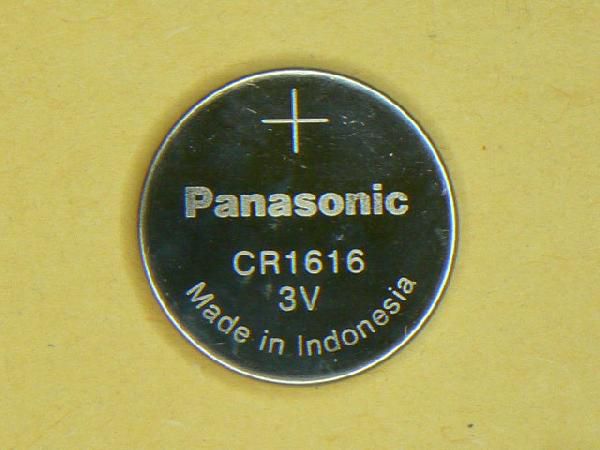 +
Panasonic
CR1616
3V
Made in Indonesia